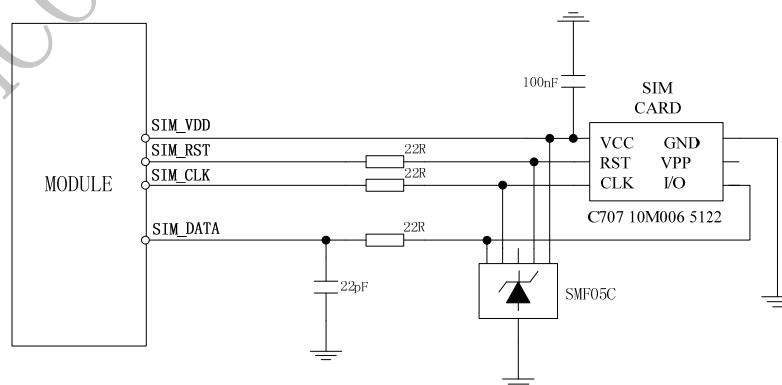 100nF
SIM
CARD
SIM_VDD
SIM_RST
22R
SIM_CLK
22R
SIM_DATA
22R
MODULE
VCC GND
RST VPP
CLK I/O
C707 10M006 5122
22pF
SMF05C